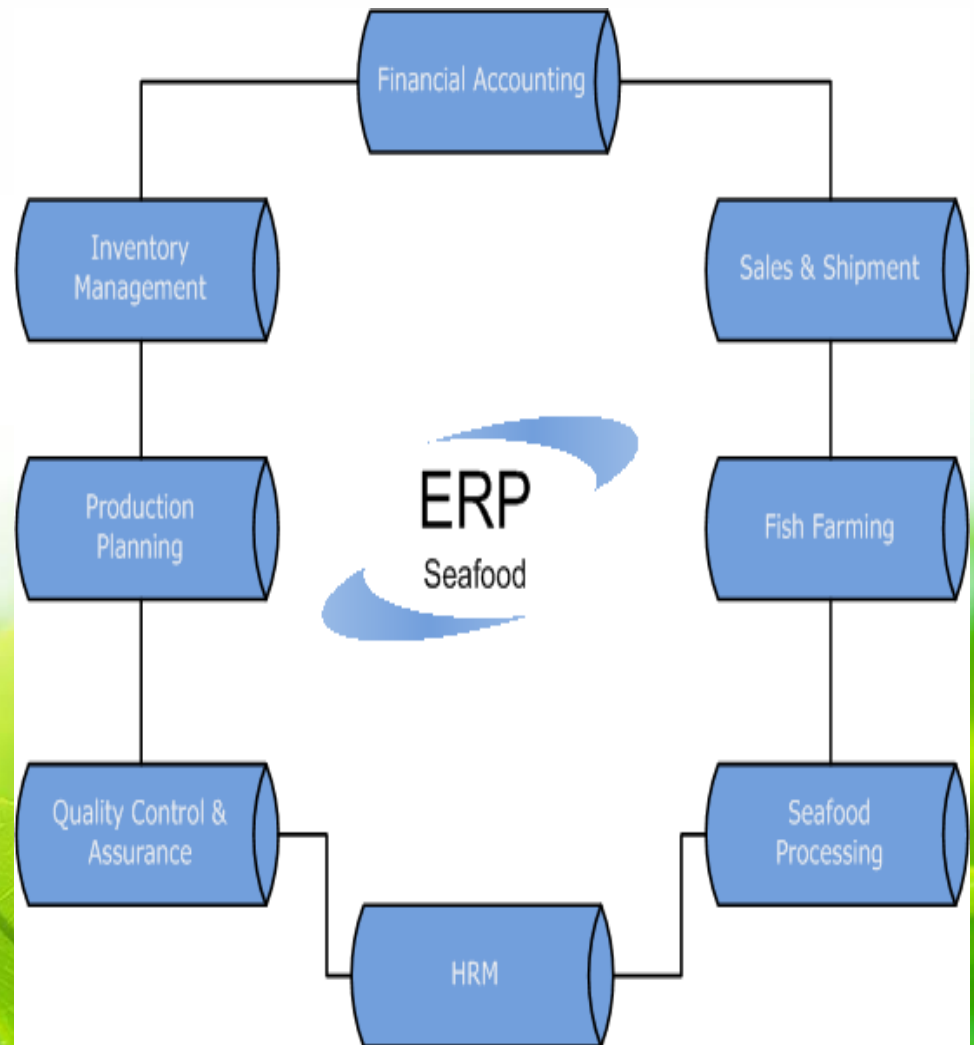 Financial Accounting
Inventory
Management
Sales & Shipment
Production
Planning
ERP
Seafood
Fish Farming
Quality Control &
Assurance
Seafood
Processing
HRM